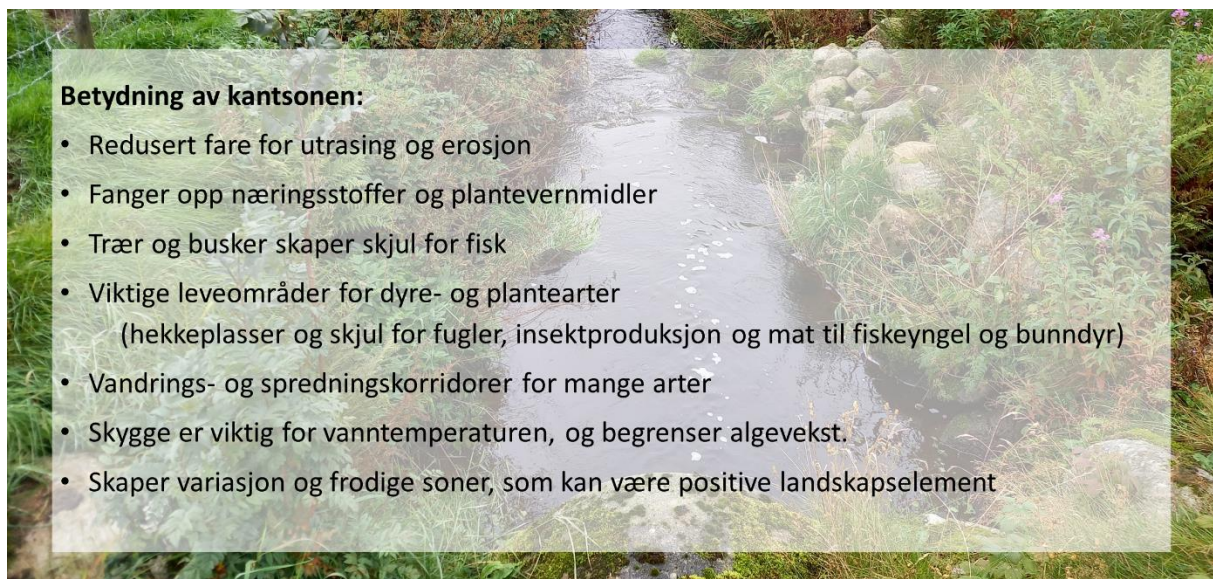 Betydning av kantsonen:
• Redusert fare for utrasing og erosjon
• Fanger opp næringsstoffer og plantevernmidler
• Trær og busker skaper skjul for fisk
• Viktige leveområder for dyre- og plantearter
(hekkeplasser og skjul for fugler, insektproduksjon og mat til fiskeyngel og bunndyr)
• Vandrings- og spredningskorridorer for mange arter
• Skygge er viktig for vanntemperaturen, og begrenser algevekst.
• Skaper variasjon og frodige soner, som kan være positive landskapselement